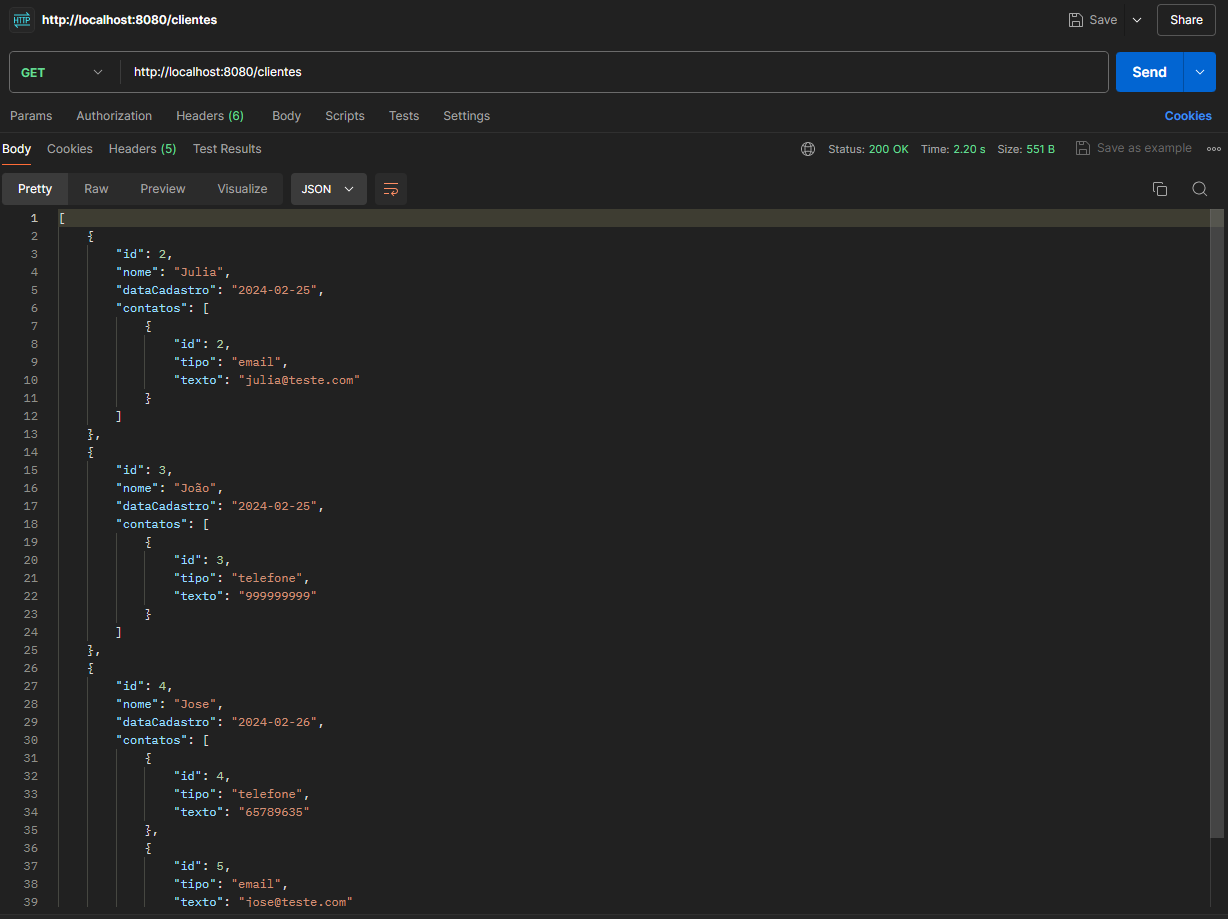 HTTP http://localhost:8080/clientes Save Share
GET http://localhost:8080/clientes Send
Params Authorization Headers (6) Body Scripts Tests Settings Cookies
Body Cookies Headers (5) Test Results Status: 200 OK Time: 2.20 s Size: 551 B Save as example
Pretty Raw Preview Visualize JSON
1 [
2 {
3 "id": 2,
4 "nome": "Julia",
5 "dataCadastro": "2024-02-25",
6 "contatos": [
7 {
8 "id": 2,
9 "tipo": "email",
10 "texto": "julia@teste.com"
11 }
12 ]
13 },
14 {
15 "id": 3,
16 "nome": "João",
17 "dataCadastro": "2024-02-25",
18 "contatos": [
19 {
20 "id": 3,
21 "tipo": "telefone",
22 "texto": "999999999"
23 }
24 ]
25 },
26 {
27 "id": 4,
28 "nome": "Jose",
29 "dataCadastro": "2024-02-26",
30 "contatos": [
31 {
32 "id": 4,
33 "tipo": "telefone",
34 "texto": "65789635"
35 },
36 {
37 "id": 5,
38 "tipo": "email",
39 "texto": "jose@teste.com"